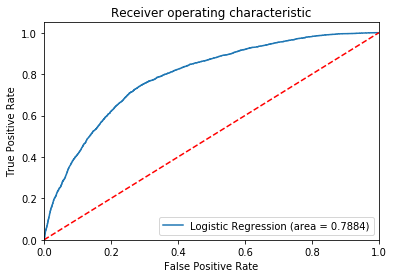 Receiver operating characteristic
1.0
0.8
0.6
0.4
0.2
0.0
True Positive Rate
Logistic Regression (area = 0.7884)
0.0 0.2 0.4 0.6 0.8 1.0
False Positive Rate